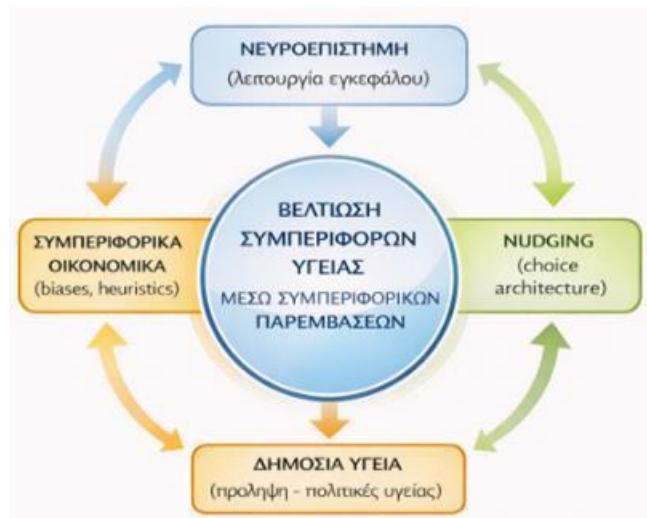 ΝΕΥΡΟΕΠΙΣΤΗΜΗ
(λειτουργία εγκεφάλου)
ΒΕΛΤΙΩΣΗ
ΣΥΜΠΕΡΙΦΟΡΩΝ
ΥΓΕΙΑΣ
ΜΕΣΩ ΣΥΜΠΕΡΙΦΟΡΙΚΩΝ
ΠΑΡΕΜΒΑΣΕΩΝ
ΣΥΜΠΕΡΙΦΟΡΙΚΑ
ΟΙΚΟΝΟΜΙΚΑ
(biases, heuristics)
NUDGING
(choice
architecture)
ΔΗΜΟΣΙΑ ΥΓΕΙΑ
(προληψη - πολιτικές υγείας)